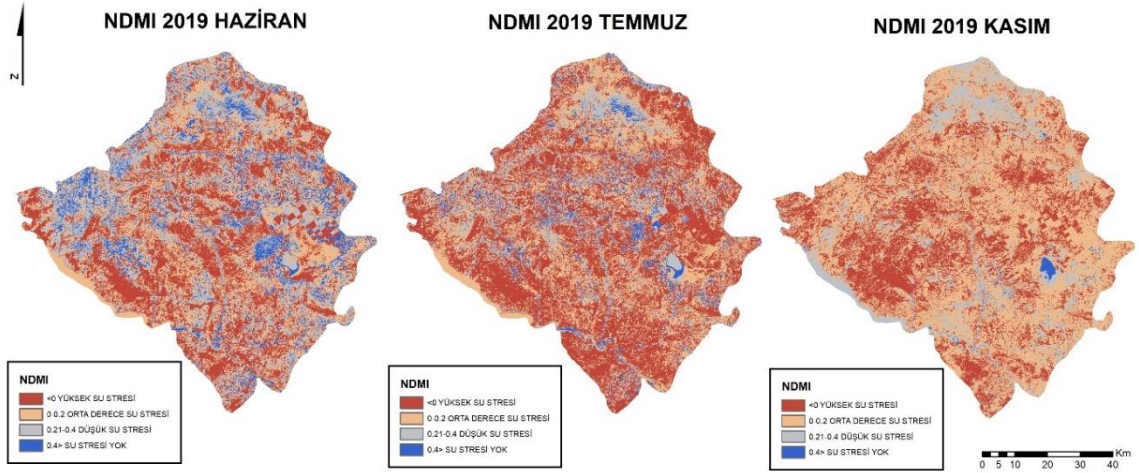 NDMI 2019 HAZİRAN
NDMI 2019 TEMMUZ
NDMI 2019 KASIM
Z
NDMI
<0 YÜKSEK SU STRESİ
0 0.2 ORTA DERECE SU STRESİ
0.21-0.4 DÜŞÜK SU STRESİ
0.4> SU STRESİ YOK
NDMI
<0 YÜKSEK SU STRESİ
0 0.2 ORTA DERECE SU STRESİ
0.21-0.4 DÜŞÜK SU STRESİ
0.4> SU STRESİ YOK
NDMI
<0 YÜKSEK SU STRESİ
0 0.2 ORTA DERECE SU STRESİ
0.21-0.4 DÜŞÜK SU STRESİ
0.4> SU STRESİ YOK
Km
0 5 10 20 30 40